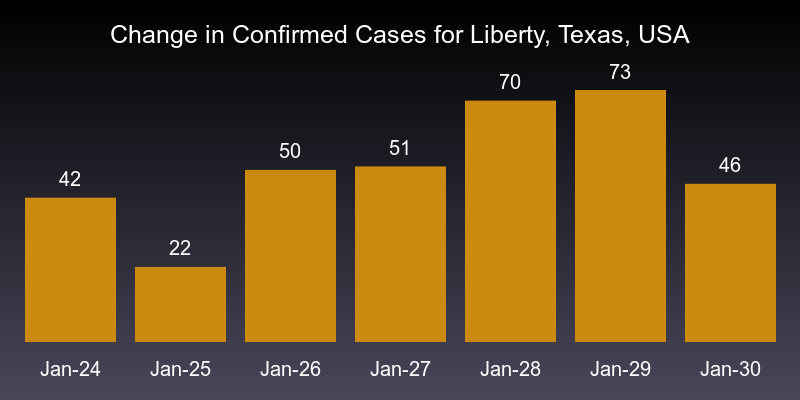 Change in Confirmed Cases for Liberty, Texas, USA
42
22
50
51
70
73
46
Jan-24
Jan-25
Jan-26
Jan-27
Jan-28
Jan-29
Jan-30